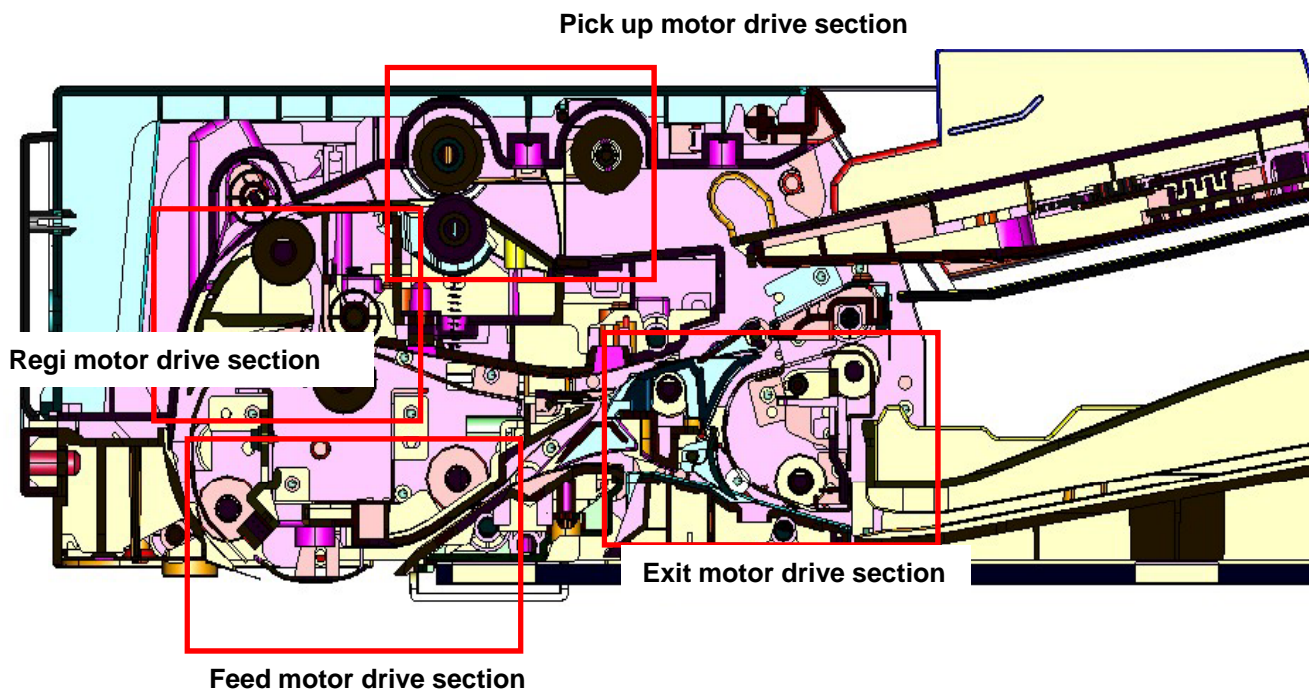 Pick up motor drive section
Regi motor drive section
Exit motor drive section
Feed motor drive section